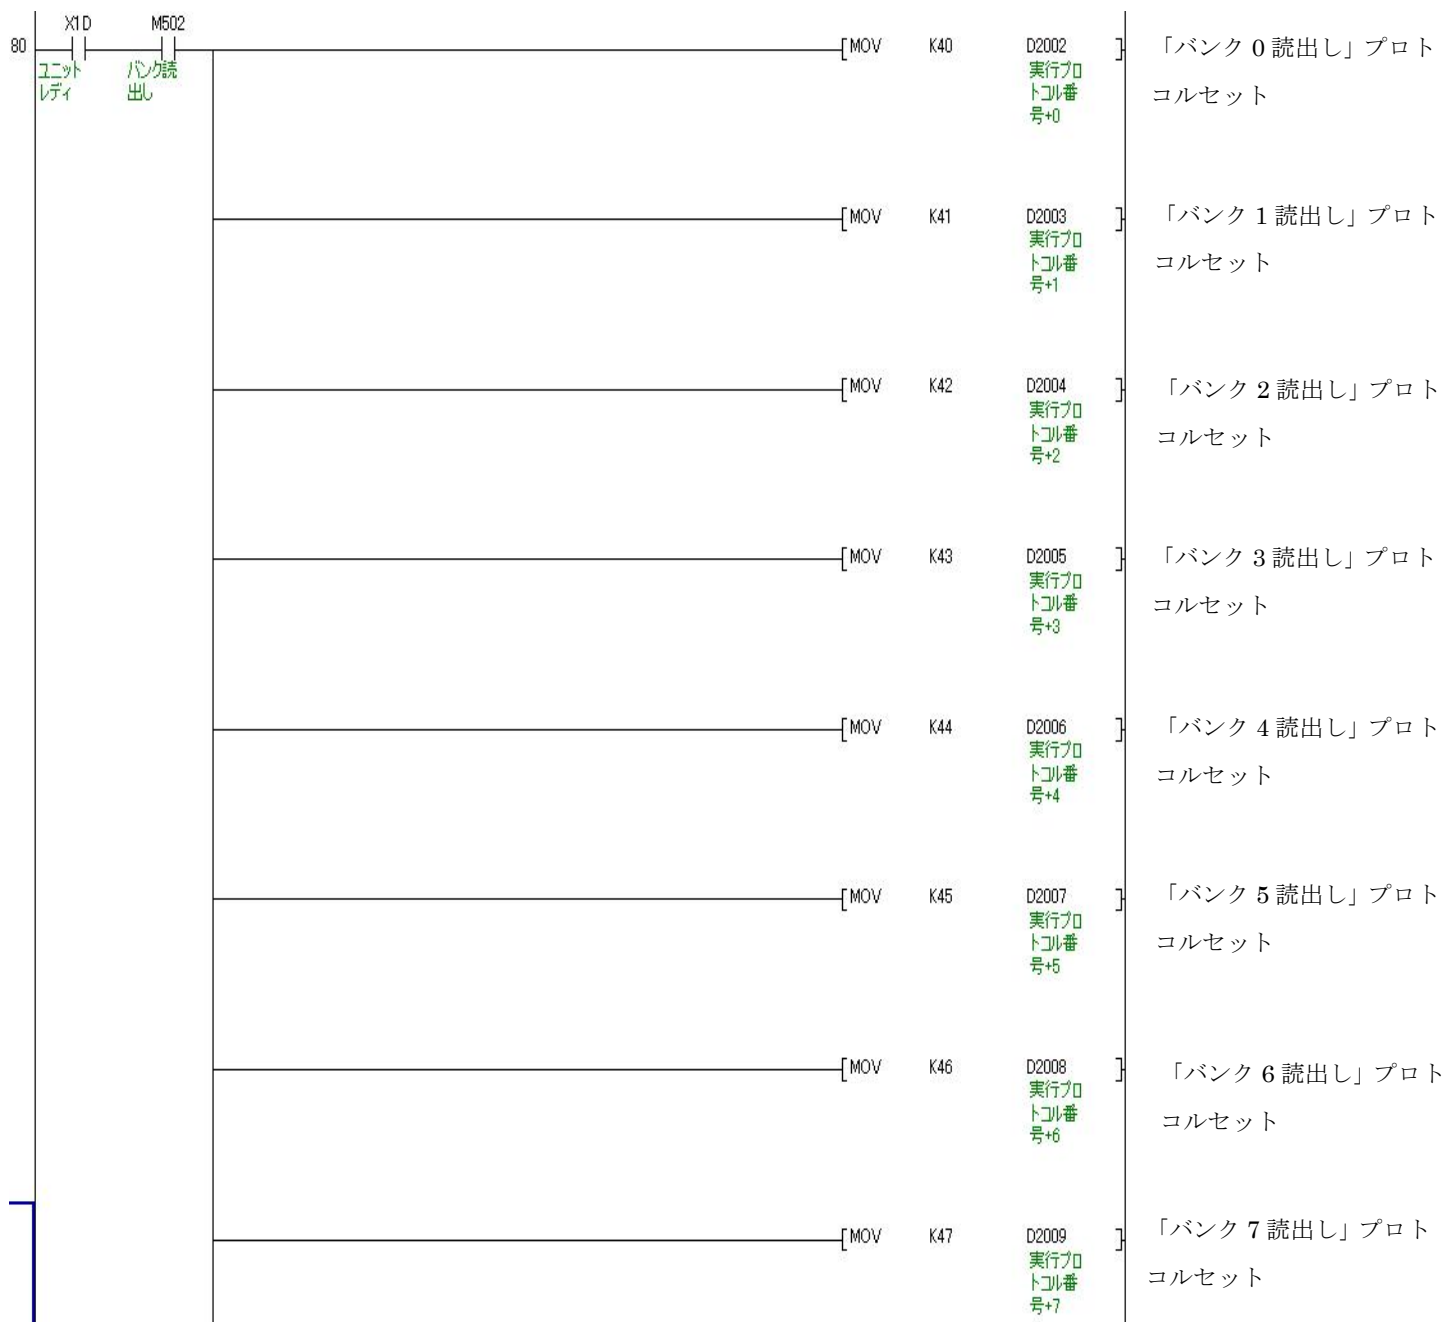 X1D M502
80 [MOV K40 D2002 ] 「バンク 0 読出し」プロト
ユニット バンク読 実行プロ
レディ 出し トコル番 コルセット
号+0
[MOV K41 D2003 ] 「バンク 1 読出し」プロト
実行プロ
トコル番 コルセット
号+1
[MOV K42 D2004 ] 「バンク 2 読出し」プロト
実行プロ
トコル番 コルセット
号+2
[MOV K43 D2005 ] 「バンク 3 読出し」プロト
実行プロ
トコル番 コルセット
号+3
[MOV K44 D2006 ] 「バンク 4 読出し」プロト
実行プロ
トコル番 コルセット
号+4
[MOV K45 D2007 ] 「バンク 5 読出し」プロト
実行プロ
トコル番 コルセット
号+5
[MOV K46 D2008 ] 「バンク 6 読出し」プロト
実行プロ
トコル番 コルセット
号+6
[MOV K47 D2009 ] 「バンク 7 読出し」プロト
実行プロ
トコル番 コルセット
号+7